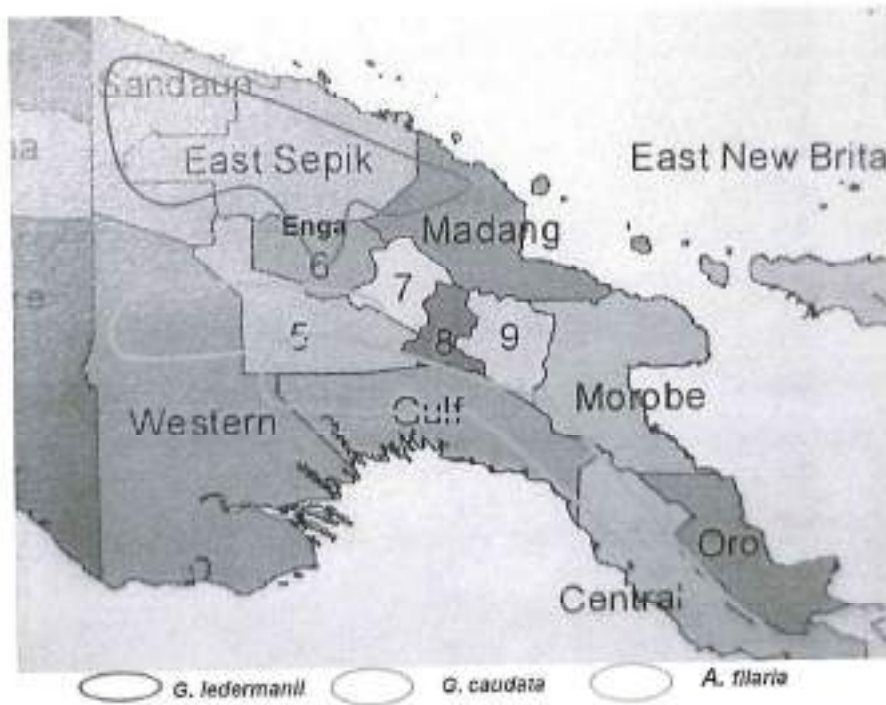 Sandaun
East Sepik
East New Brita
Enga
Madang
6
7
5
8
9
Western
Gulf
Morobe
Oro
Central
G. ledermanii
G. caudata
A. filaria